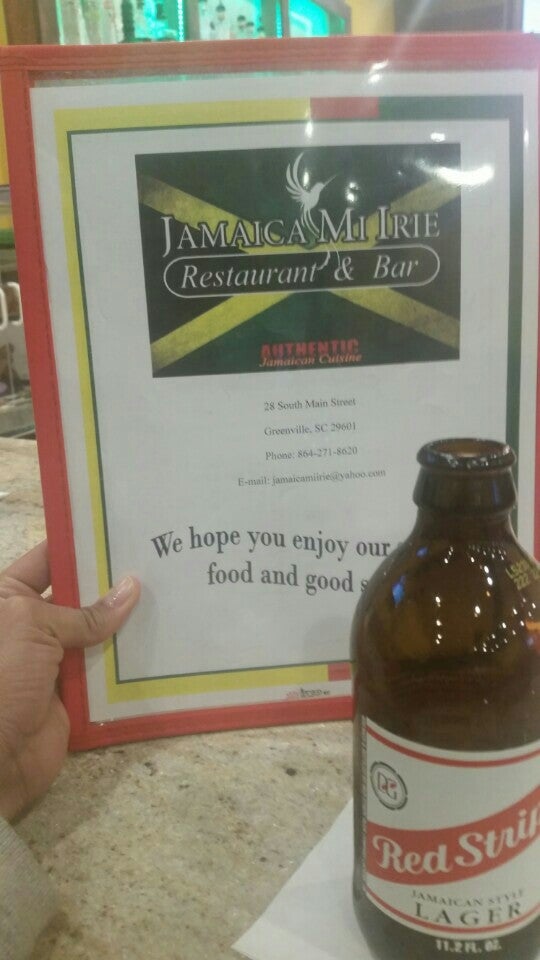 JAMAICA MI IRIE
Restaurant & Bar
AUTHENTIC
Jamaican Cuisine
28 South Main Street
Greenville, SC 29601
Phone: 864-271-8620
E-mail: jamaicamiirie@yahoo.com
We hope you enjoy our
food and good
DG
Red Strip
JAMAICAN STYLE
LAGER
11.2 FL. OZ.